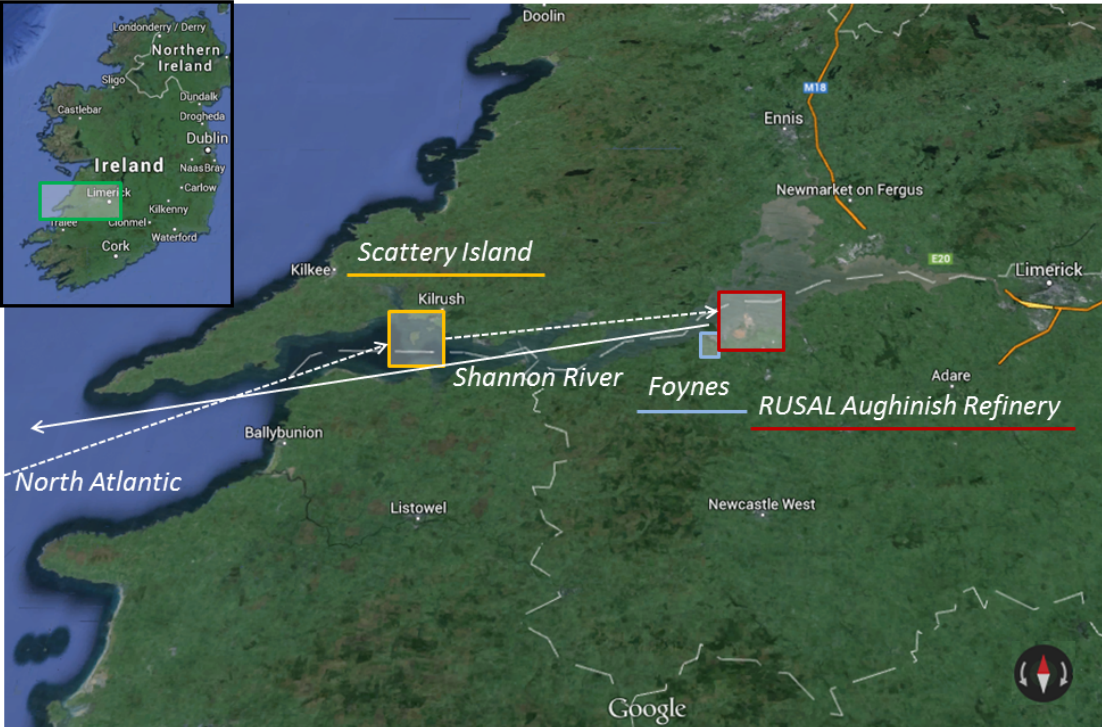 Londonderry / Derry
Northern
Ireland
Sligo
Dundalk
Castlebar
Drogheda
Dublin
Ireland
Naas Bray
Limerick
Carlow
Kilkenny
Tralee
Clonmel
Waterford
Cork
Doolin
M18
Ennis
Newmarket on Fergus
Scattery Island
E20
Kilkee
Limerick
Kilrush
Shannon River
Adare
Foynes
RUSAL Aughinish Refinery
Ballybunion
North Atlantic
Listowel
Newcastle West
Google